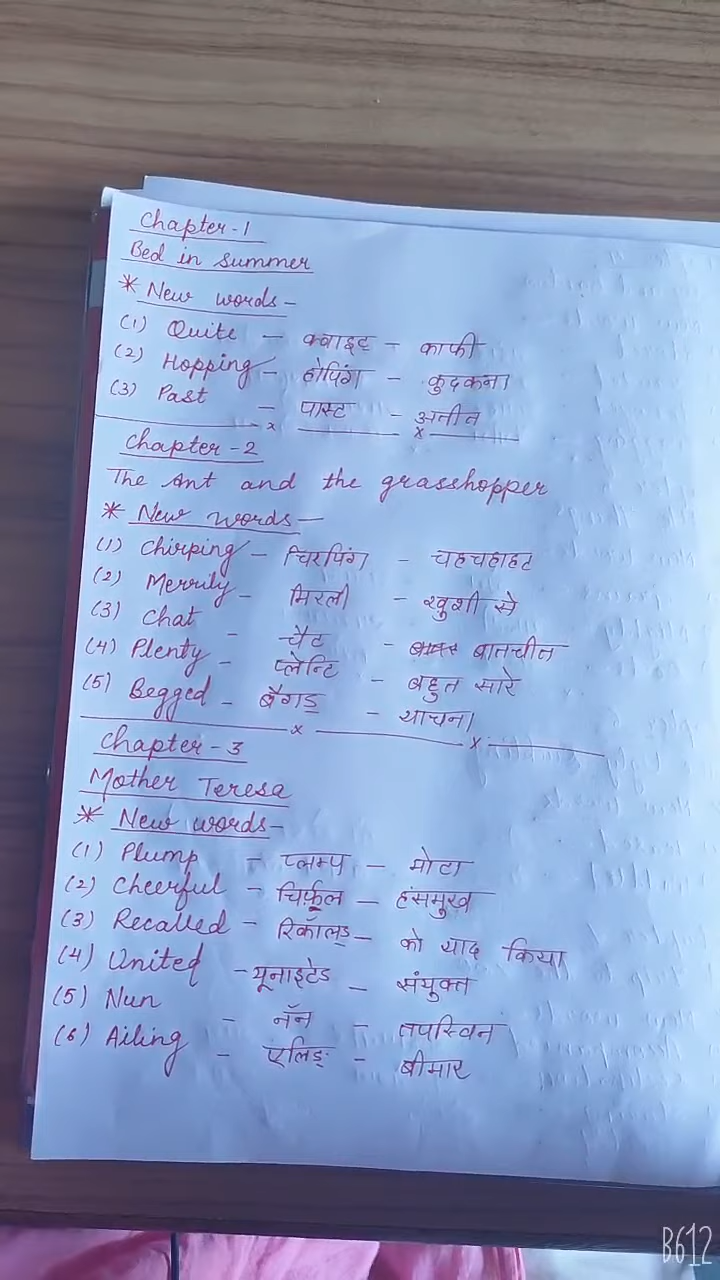 Chapter-1
Bed in summer
* New words -
(1) Quite - क्वाइट - काफी
(2) Hopping - होपिंग - कुदकना
(3) Past - पास्ट - अतीत
x x
Chapter-2
The Ant and the grasshopper
* New words -
(1) Chirping - चिरपिंग - चहचहाहट
(2) Merrily - मिरली - खुशी से
(3) Chat - चैट - बातचीत
(4) Plenty - प्लेन्टि - बहुत सारे
(5) Begged - बैगड् - याचना
x x
Chapter-3
Mother Teresa
* New words -
(1) Plump - प्लम्प - मोटा
(2) Cheerful - चिर्फुल - हंसमुख
(3) Recalled - रिकॉलड् - को याद किया
(4) United - यूनाइटेड - संयुक्त
(5) Nun - नॅन - तपस्विन
(6) Ailing - एलिङ् - बीमार
B612